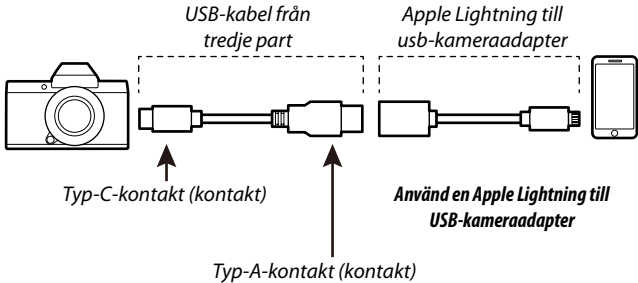 USB-kabel från
tredje part
Apple Lightning till
usb-kameraadapter
Typ-C-kontakt (kontakt)
Använd en Apple Lightning till
USB-kameraadapter
Typ-A-kontakt (kontakt)